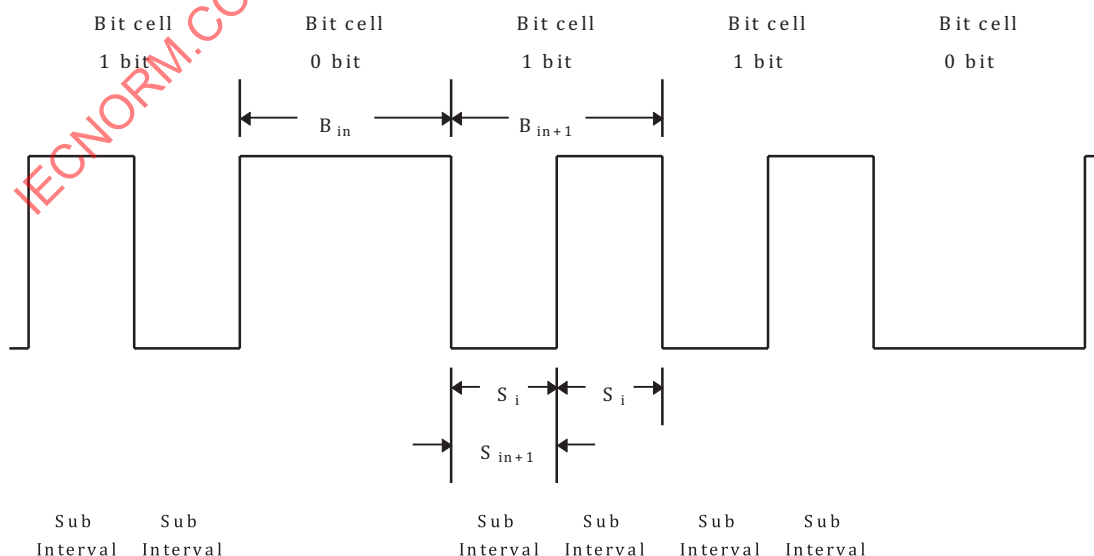 Bit cell Bit cell Bit cell Bit cell Bit cell
1 bit 0 bit 1 bit 1 bit 0 bit
B in B in+1
S i S i
S in+1
Sub Sub Sub Sub Sub Sub
Interval Interval Interval Interval Interval Interval
IECNORM.CO